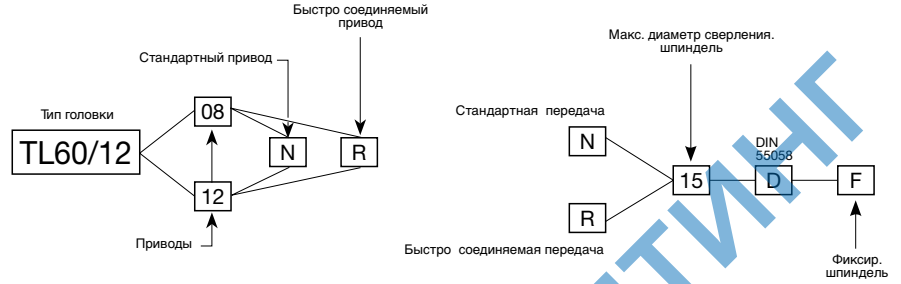 Быстро соединяемый
привод
Стандартный привод
Тип головки
TL60/12
08
N
R
12
Приводы
Макс. диаметр сверления.
шпиндель
Стандартная передача
N
DIN
55058
15
D
F
R
Быстро соединяемая передача
Фиксир.
шпиндель
ТИНГ